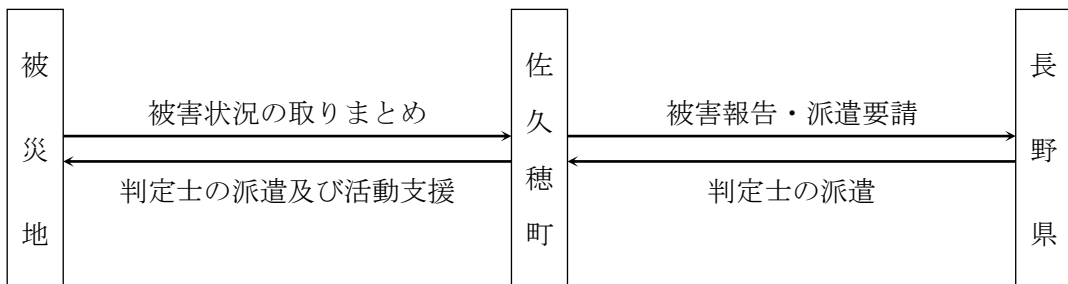 被災地
被害状況の取りまとめ
判定士の派遣及び活動支援
佐久穂町
被害報告・派遣要請
判定士の派遣
長野県